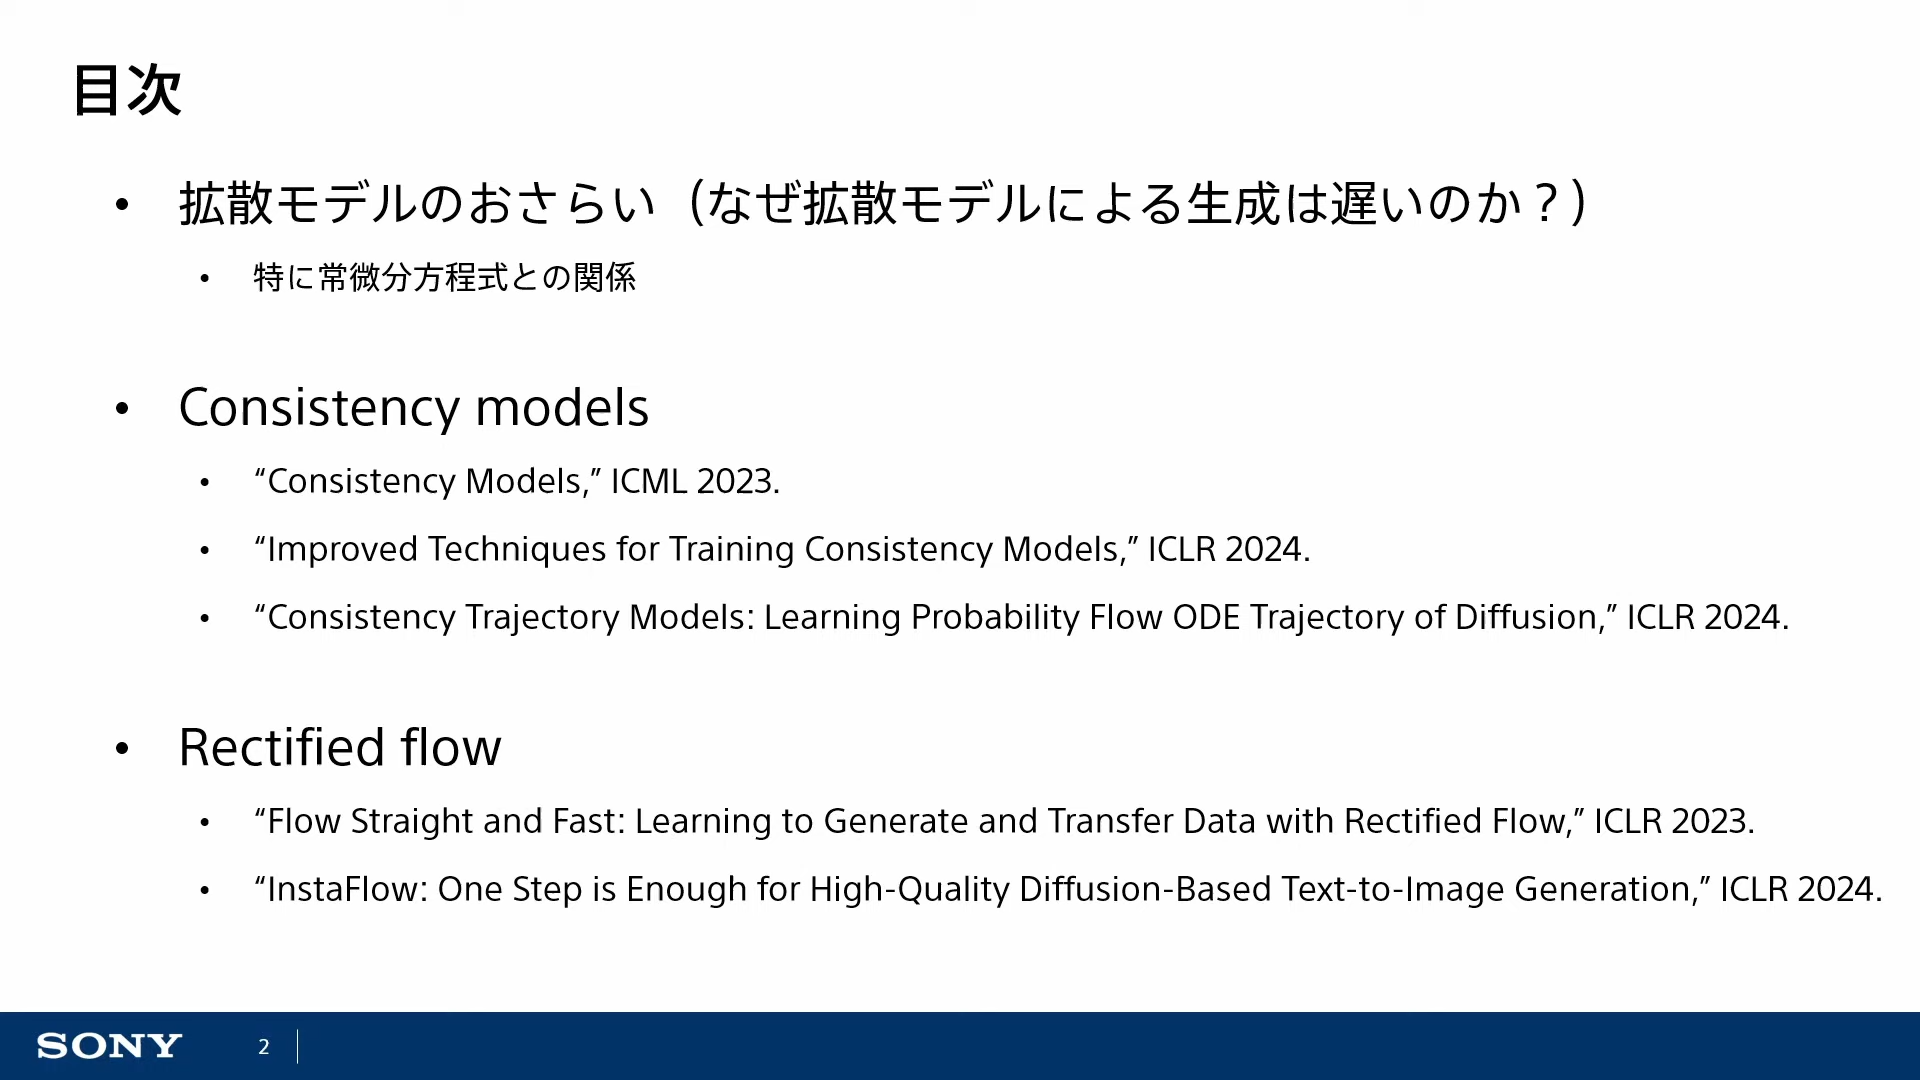 目次
• 拡散モデルのおさらい（なぜ拡散モデルによる生成は遅いのか？）
• 特に常微分方程式との関係
• Consistency models
• “Consistency Models,” ICML 2023.
• “Improved Techniques for Training Consistency Models,” ICLR 2024.
• “Consistency Trajectory Models: Learning Probability Flow ODE Trajectory of Diffusion,” ICLR 2024.
• Rectified flow
• “Flow Straight and Fast: Learning to Generate and Transfer Data with Rectified Flow,” ICLR 2023.
• “InstaFlow: One Step is Enough for High-Quality Diffusion-Based Text-to-Image Generation,” ICLR 2024.
SONY 2